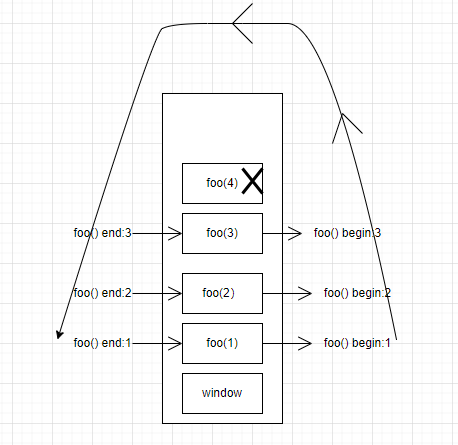 foo(4)
foo() end:3
foo(3)
foo() begin:3
foo() end:2
foo(2)
foo() begin:2
foo() end:1
foo(1)
foo() begin:1
window